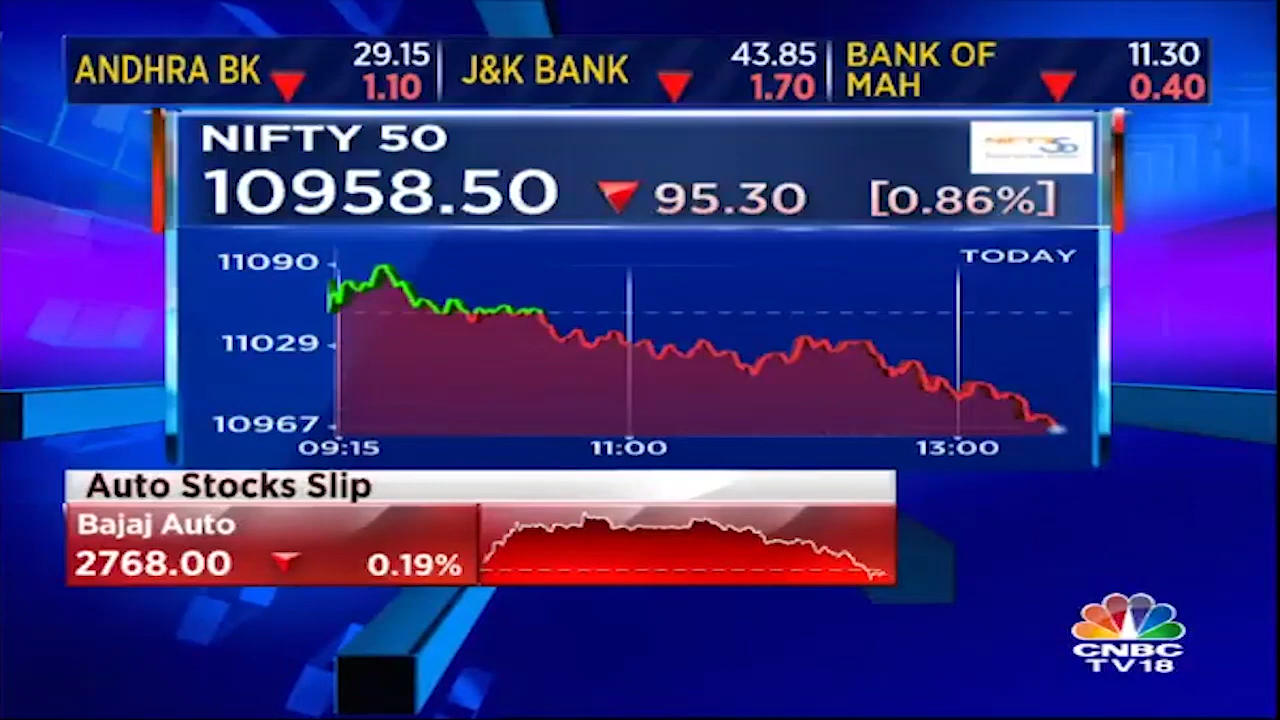 ANDHRA BK 29.15 1.10
J&K BANK 43.85 1.70
BANK OF MAH 11.30 0.40
NIFTY 50
10958.50 95.30 [0.86%]
TODAY
11090
11029
10967
09:15 11:00 13:00
Auto Stocks Slip
Bajaj Auto
2768.00 0.19%
CNBC
TV18